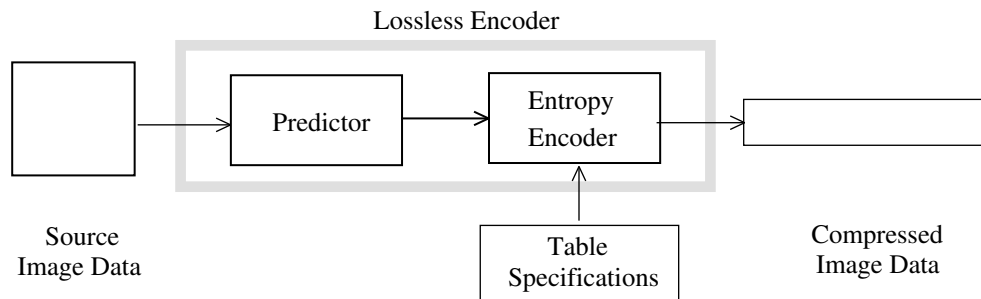 Lossless Encoder
Predictor
Entropy
Encoder
Source
Image Data
Table
Specifications
Compressed
Image Data